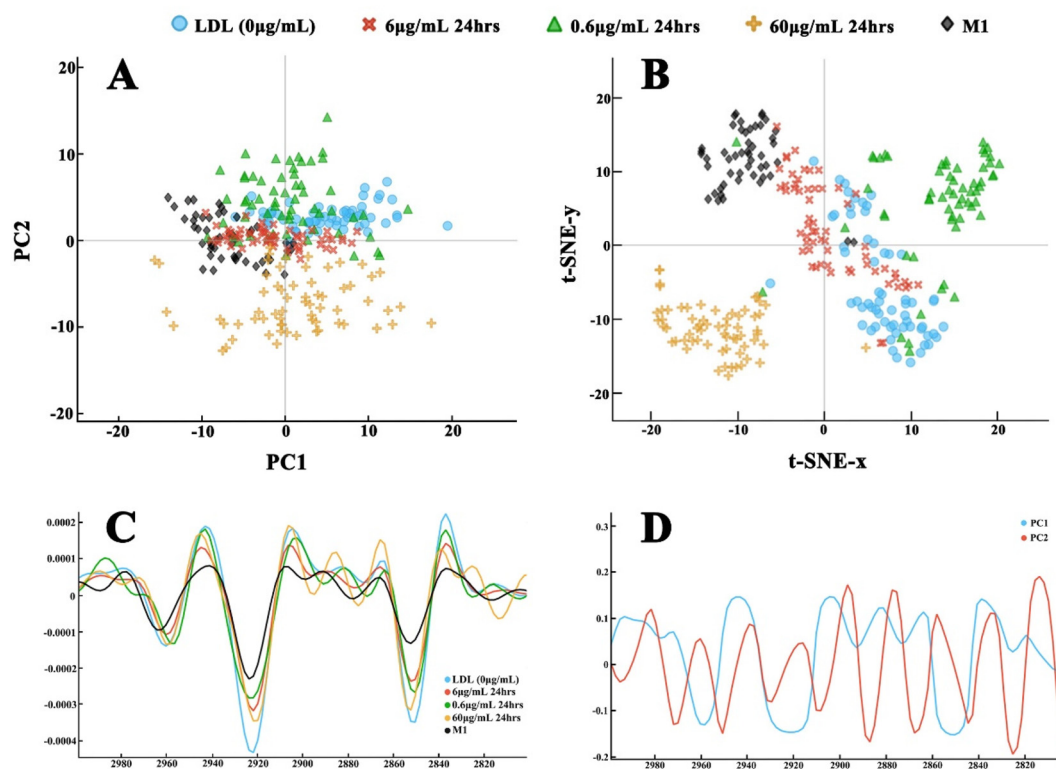 LDL (0µg/mL) 6µg/mL 24hrs 0.6µg/mL 24hrs 60µg/mL 24hrs M1
A
20
10
0
-10
-20
PC2
-20 -10 0 10 20
PC1
B
20
10
0
-10
-20
t-SNE-y
-20 -10 0 10 20
t-SNE-x
C
0.0002
0.0001
0
-0.0001
-0.0002
-0.0003
-0.0004
LDL (0µg/mL)
6µg/mL 24hrs
0.6µg/mL 24hrs
60µg/mL 24hrs
M1
2980 2960 2940 2920 2900 2880 2860 2840 2820
D
PC1
PC2
0.3
0.2
0.1
0
-0.1
-0.2
2980 2960 2940 2920 2900 2880 2860 2840 2820